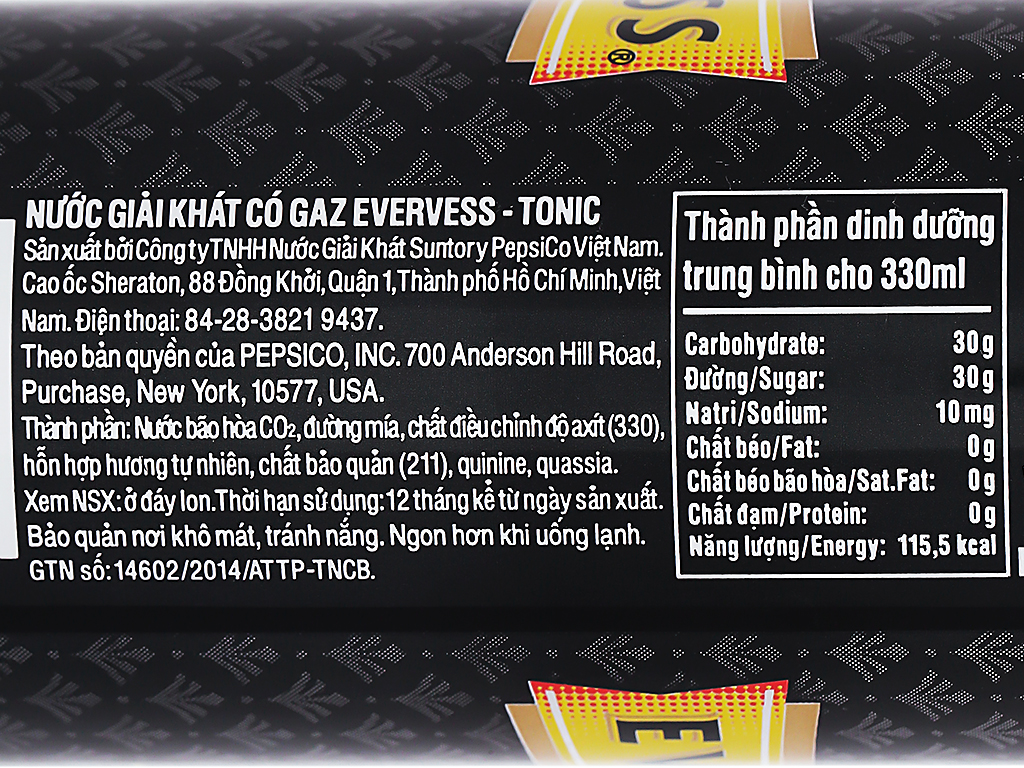 SS®
NƯỚC GIẢI KHÁT CÓ GAZ EVERVESS - TONIC
Sản xuất bởi Công ty TNHH Nước Giải Khát Suntory PepsiCo Việt Nam.
Cao ốc Sheraton, 88 Đồng Khởi, Quận 1, Thành phố Hồ Chí Minh, Việt
Nam. Điện thoại: 84-28-3821 9437.
Theo bản quyền của PEPSICO, INC. 700 Anderson Hill Road,
Purchase, New York, 10577, USA.
Thành phần: Nước bão hòa CO₂, đường mía, chất điều chỉnh độ axít (330),
hỗn hợp hương tự nhiên, chất bảo quản (211), quinine, quassia.
Xem NSX: ở đáy lon. Thời hạn sử dụng: 12 tháng kể từ ngày sản xuất.
Bảo quản nơi khô mát, tránh nắng. Ngon hơn khi uống lạnh.
GTN số: 14602/2014/ATTP-TNCB.
Thành phần dinh dưỡng
trung bình cho 330ml
Carbohydrate: 30 g
Đường/Sugar: 30 g
Natri/Sodium: 10 mg
Chất béo/Fat: 0 g
Chất béo bão hòa/Sat.Fat: 0 g
Chất đạm/Protein: 0 g
Năng lượng/Energy: 115,5 kcal
EV